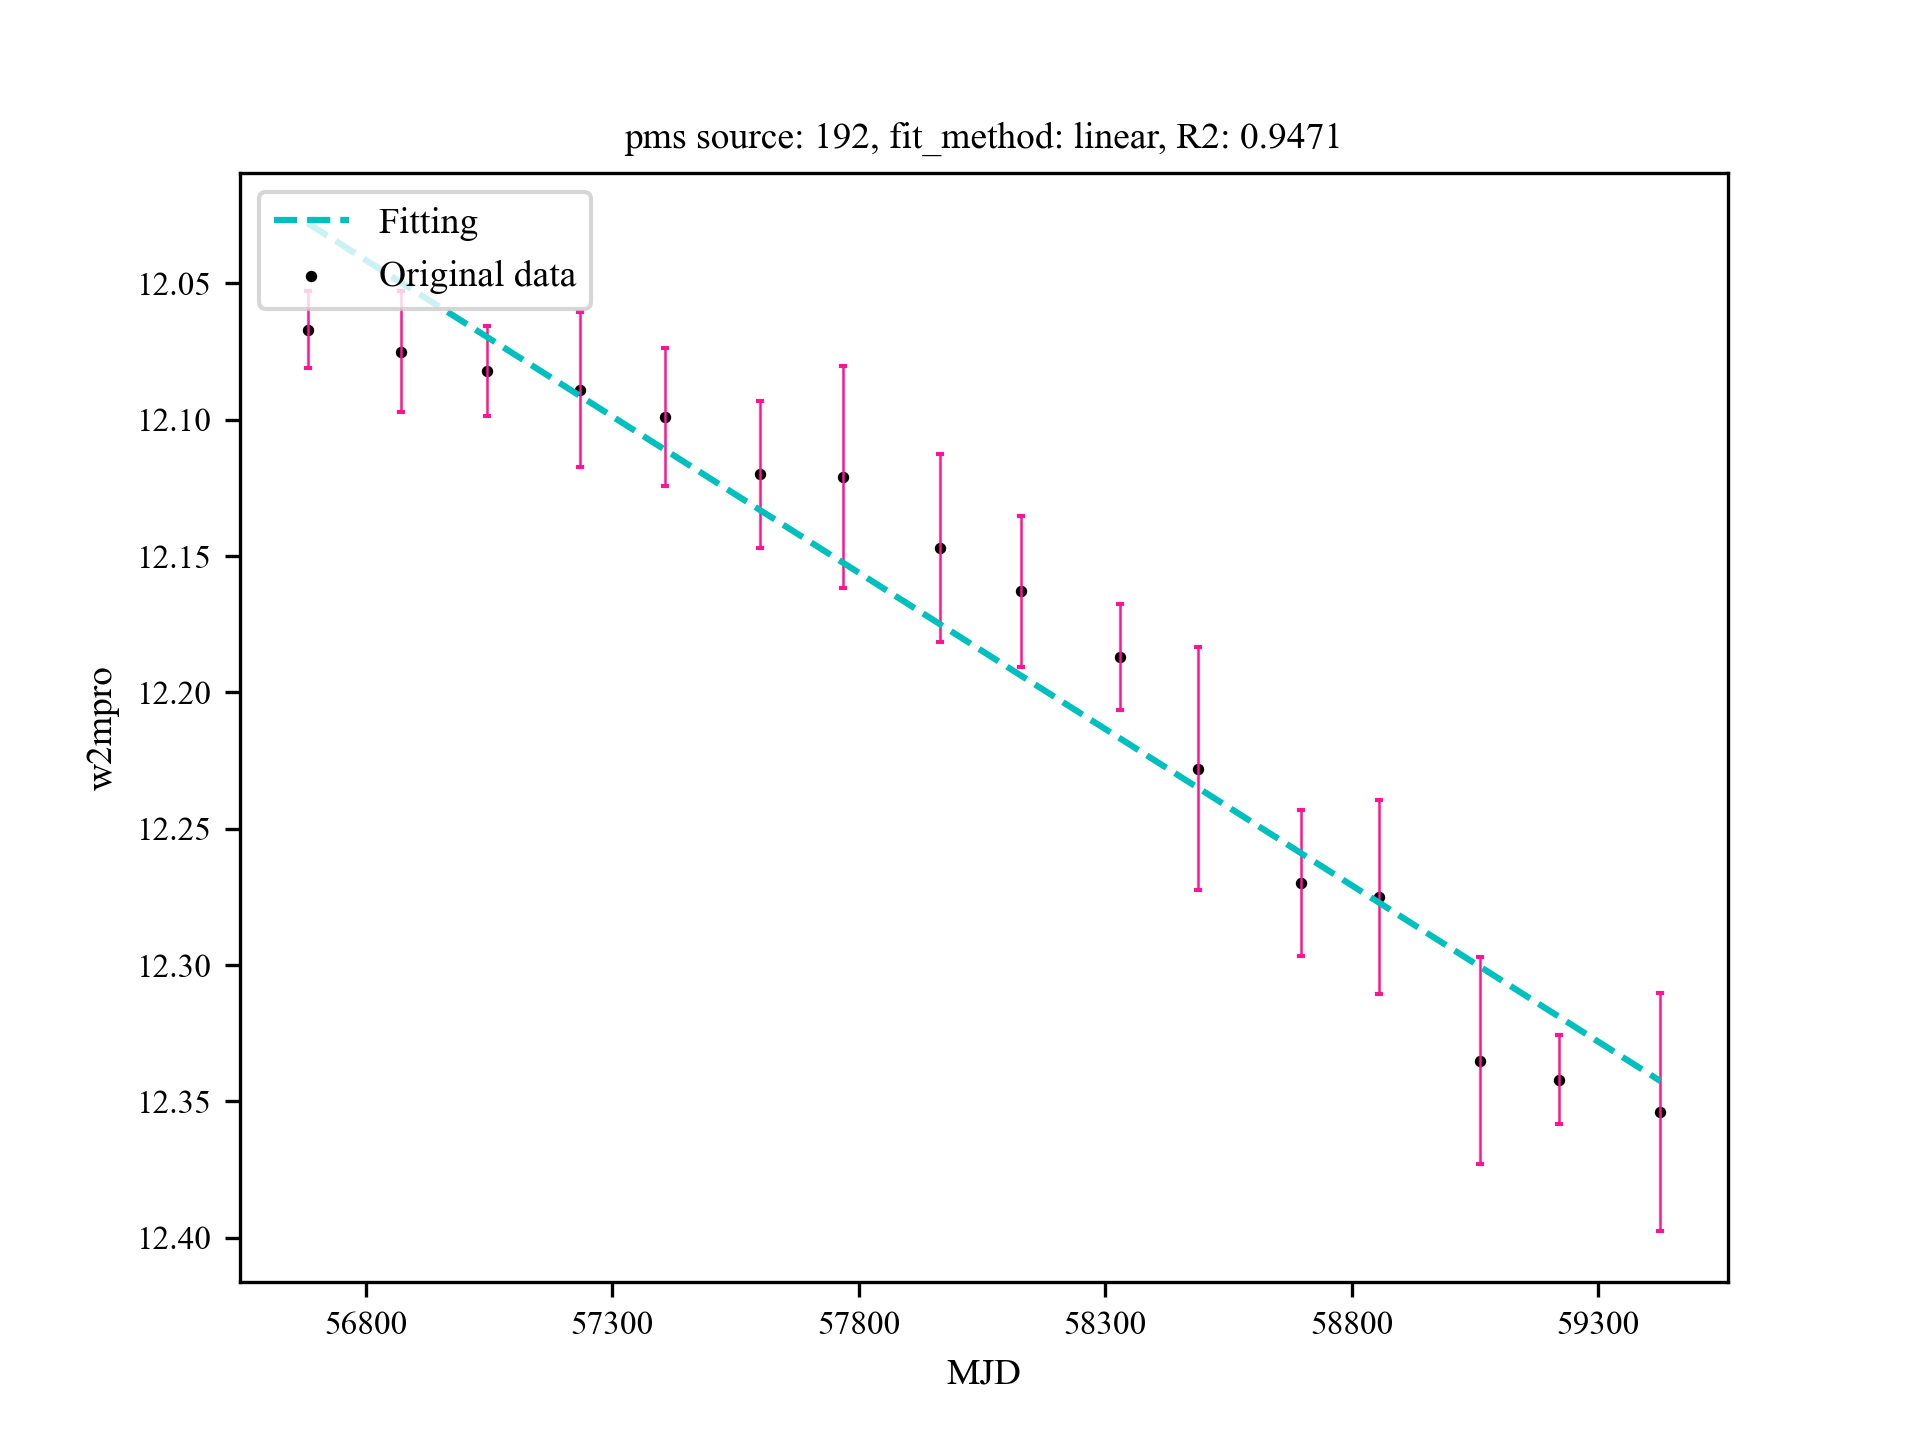 pms source: 192, fit_method: linear, R2: 0.9471
Fitting
Original data
12.05
12.10
12.15
12.20
12.25
12.30
12.35
12.40
w2mpro
56800 57300 57800 58300 58800 59300
MJD